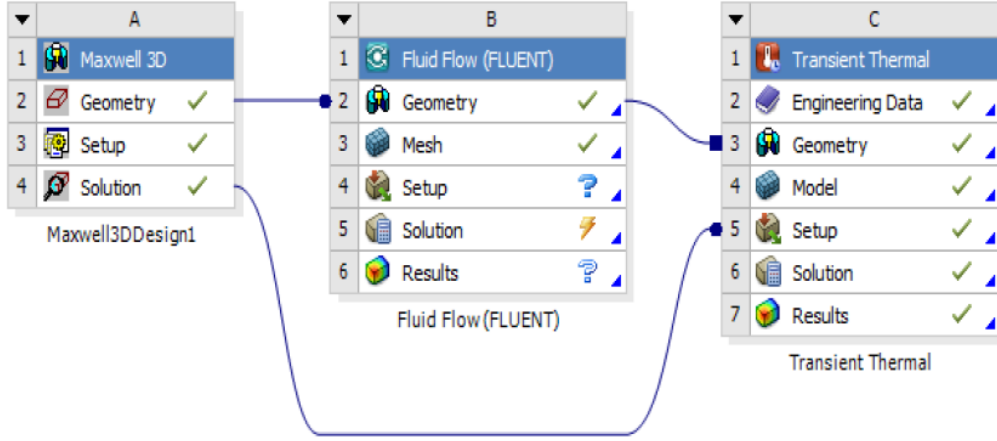 A
1 Maxwell 3D
2 Geometry
3 Setup
4 Solution
Maxwell3DDesign1
B
1 Fluid Flow (FLUENT)
2 Geometry
3 Mesh
4 Setup ?
5 Solution
6 Results ?
Fluid Flow (FLUENT)
C
1 Transient Thermal
2 Engineering Data
3 Geometry
4 Model
5 Setup
6 Solution
7 Results
Transient Thermal